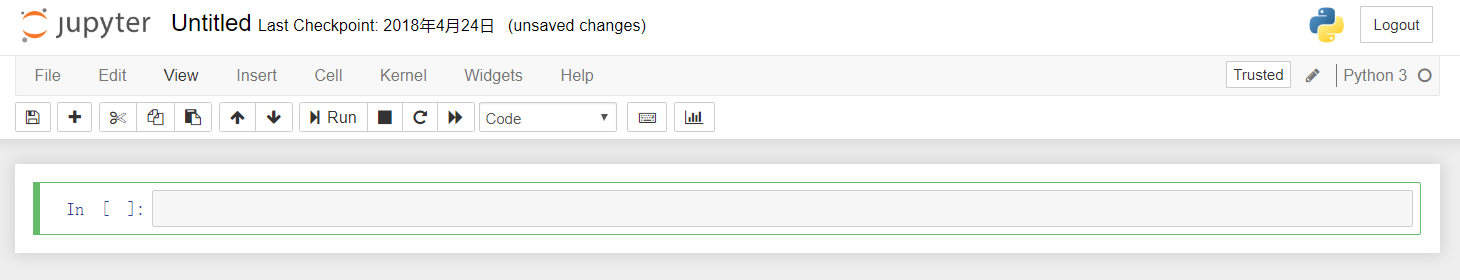 jupyter Untitled Last Checkpoint: 2018年4月24日 (unsaved changes) Logout
File Edit View Insert Cell Kernel Widgets Help Trusted Python 3
Run Code
In [ ]: